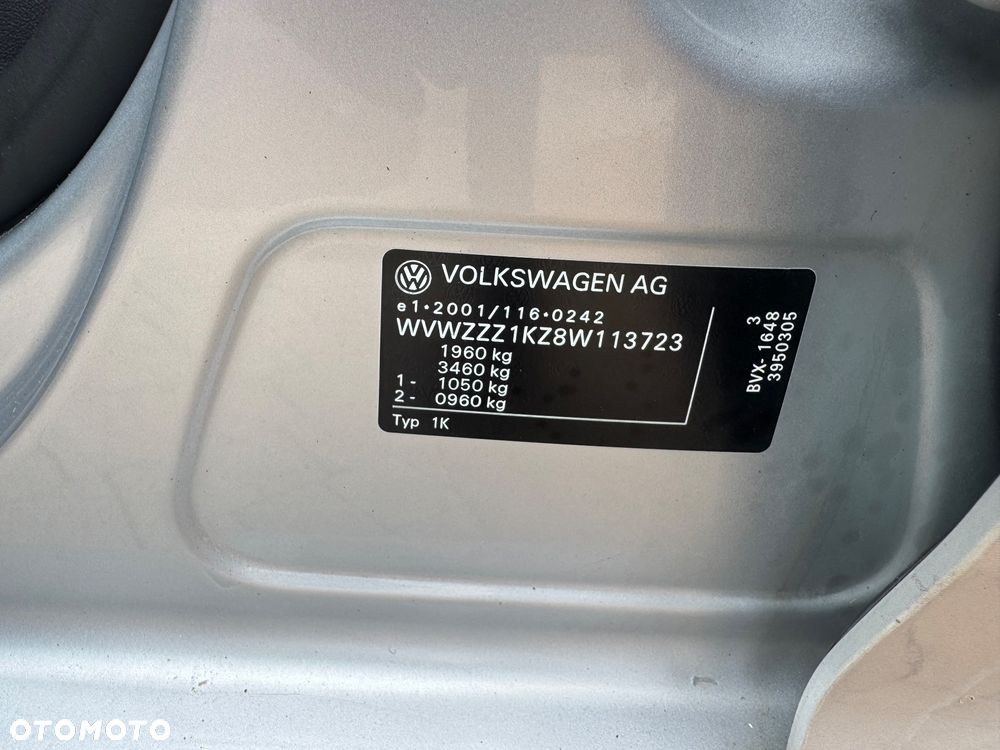 VOLKSWAGEN AG
e1*2001/116*0242
WVWZZZ1KZ8W113723
1960 kg
3460 kg
1 - 1050 kg
2 - 0960 kg
Typ 1K
3
BVX- 1648
3950305
OTOMOTO